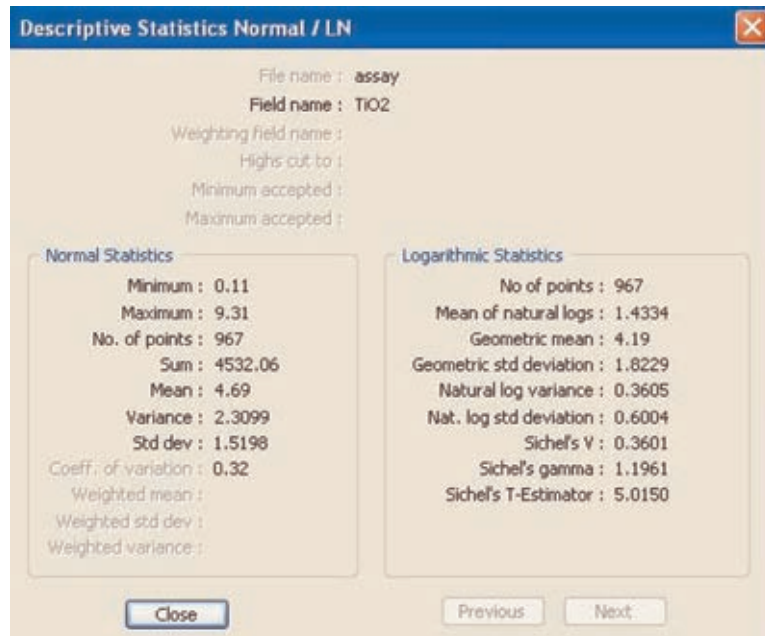 Descriptive Statistics Normal / LN
File name : assay
Field name : TiO2
Weighting field name :
Highs cut to :
Minimum accepted :
Maximum accepted :
Normal Statistics
Minimum : 0.11
Maximum : 9.31
No. of points : 967
Sum : 4532.06
Mean : 4.69
Variance : 2.3099
Std dev : 1.5198
Coeff. of variation : 0.32
Weighted mean :
Weighted std dev :
Weighted variance :
Logarithmic Statistics
No of points : 967
Mean of natural logs : 1.4334
Geometric mean : 4.19
Geometric std deviation : 1.8229
Natural log variance : 0.3605
Nat. log std deviation : 0.6004
Sichel's V : 0.3601
Sichel's gamma : 1.1961
Sichel's T-Estimator : 5.0150
Close
Previous
Next